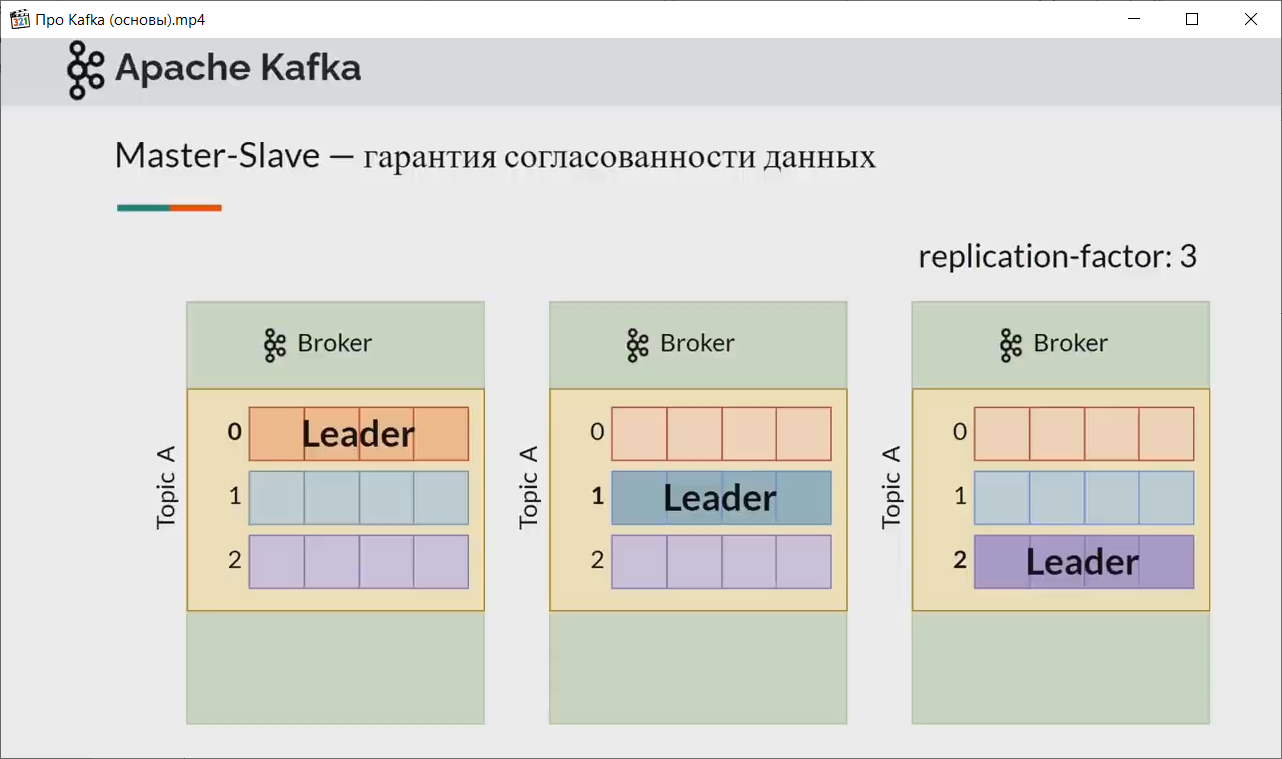 Про Kafka (основы).mp4
Apache Kafka
Master-Slave — гарантия согласованности данных
replication-factor: 3
Broker
Topic A
0 Leader
1
2
Broker
Topic A
0
1 Leader
2
Broker
Topic A
0
1
2 Leader